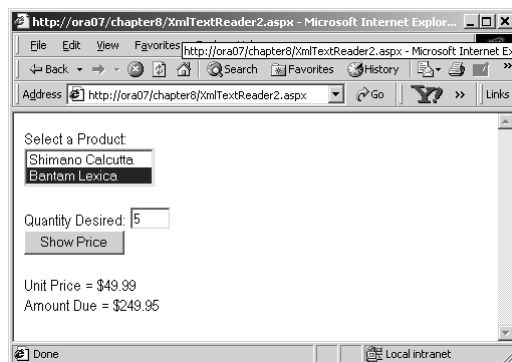 http://ora07/chapter8/XmlTextReader2.aspx - Microsoft Internet Explor...
File Edit View Favorites
http://ora07/chapter8/XmlTextReader2.aspx - Microsoft Internet Ex
Back Search Favorites History »
Address http://ora07/chapter8/XmlTextReader2.aspx Go Y? » Links
Select a Product:
Shimano Calcutta
Bantam Lexica
Quantity Desired: 5
Show Price
Unit Price = $49.99
Amount Due = $249.95
Done Local intranet